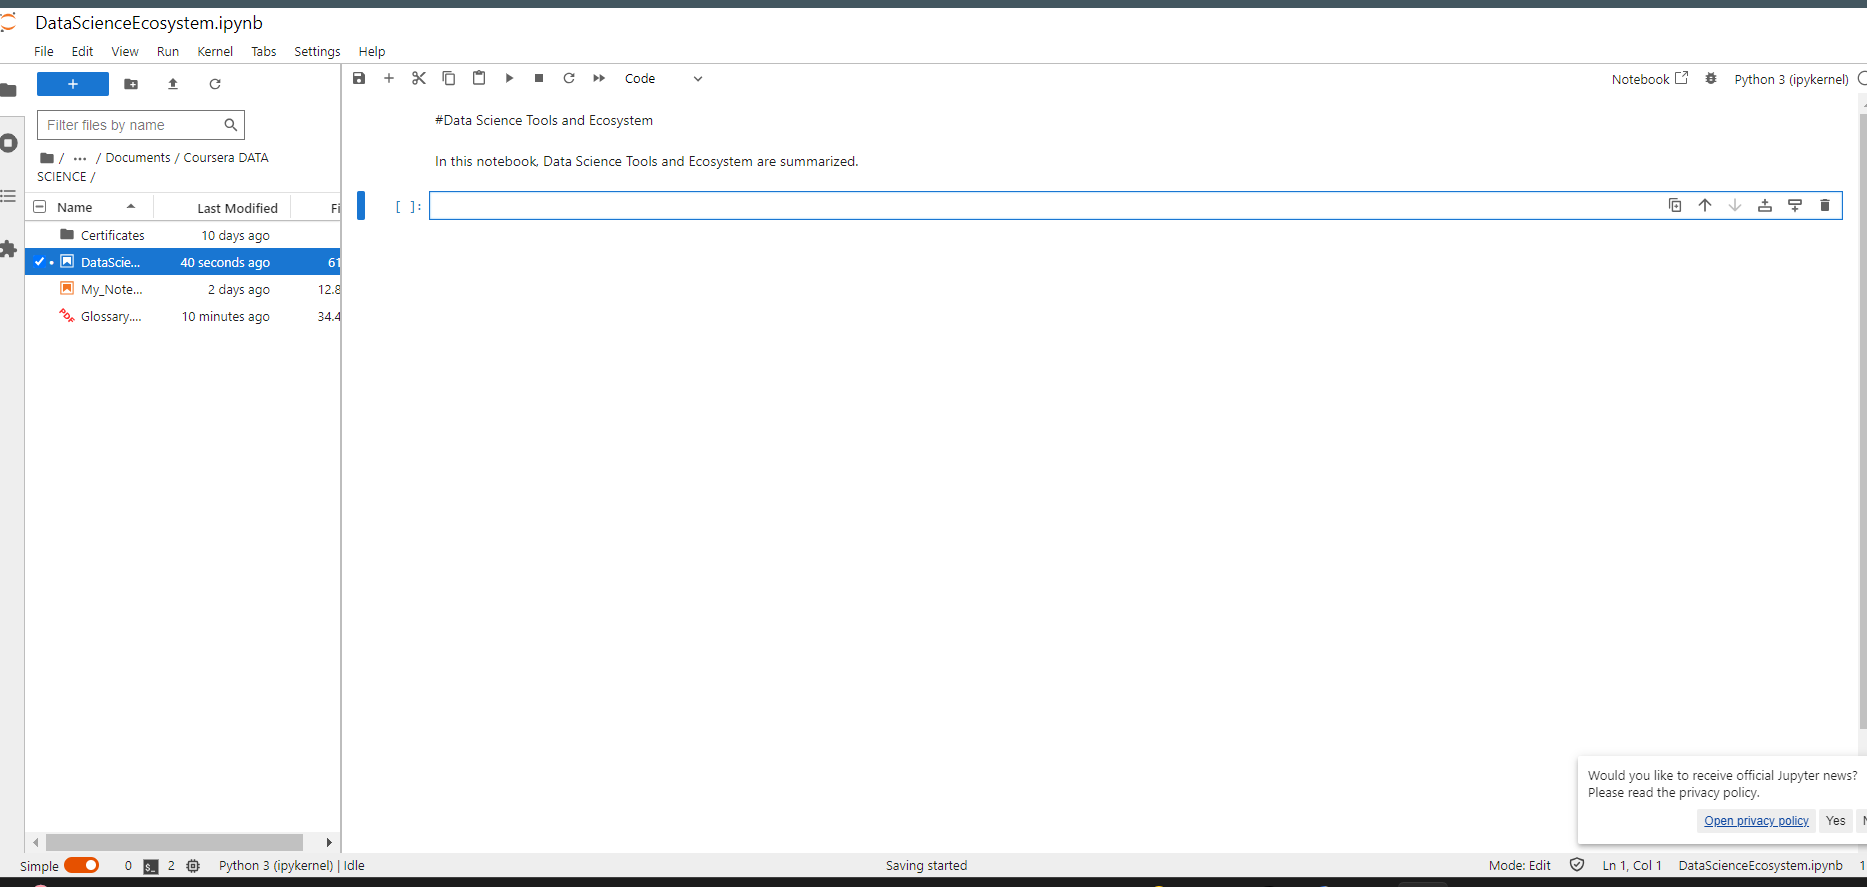 DataScienceEcosystem.ipynb
File Edit View Run Kernel Tabs Settings Help
+
Code
Notebook
Python 3 (ipykernel)
Filter files by name
/ ... / Documents / Coursera DATA
SCIENCE /
Name Last Modified Fi
Certificates 10 days ago
DataScie... 40 seconds ago 61
My_Note... 2 days ago 12.8
Glossary.... 10 minutes ago 34.4
#Data Science Tools and Ecosystem
In this notebook, Data Science Tools and Ecosystem are summarized.
[ ]:
Would you like to receive official Jupyter news?
Please read the privacy policy.
Open privacy policy Yes
Simple 0 $_ 2 Python 3 (ipykernel) | Idle Saving started Mode: Edit Ln 1, Col 1 DataScienceEcosystem.ipynb 1